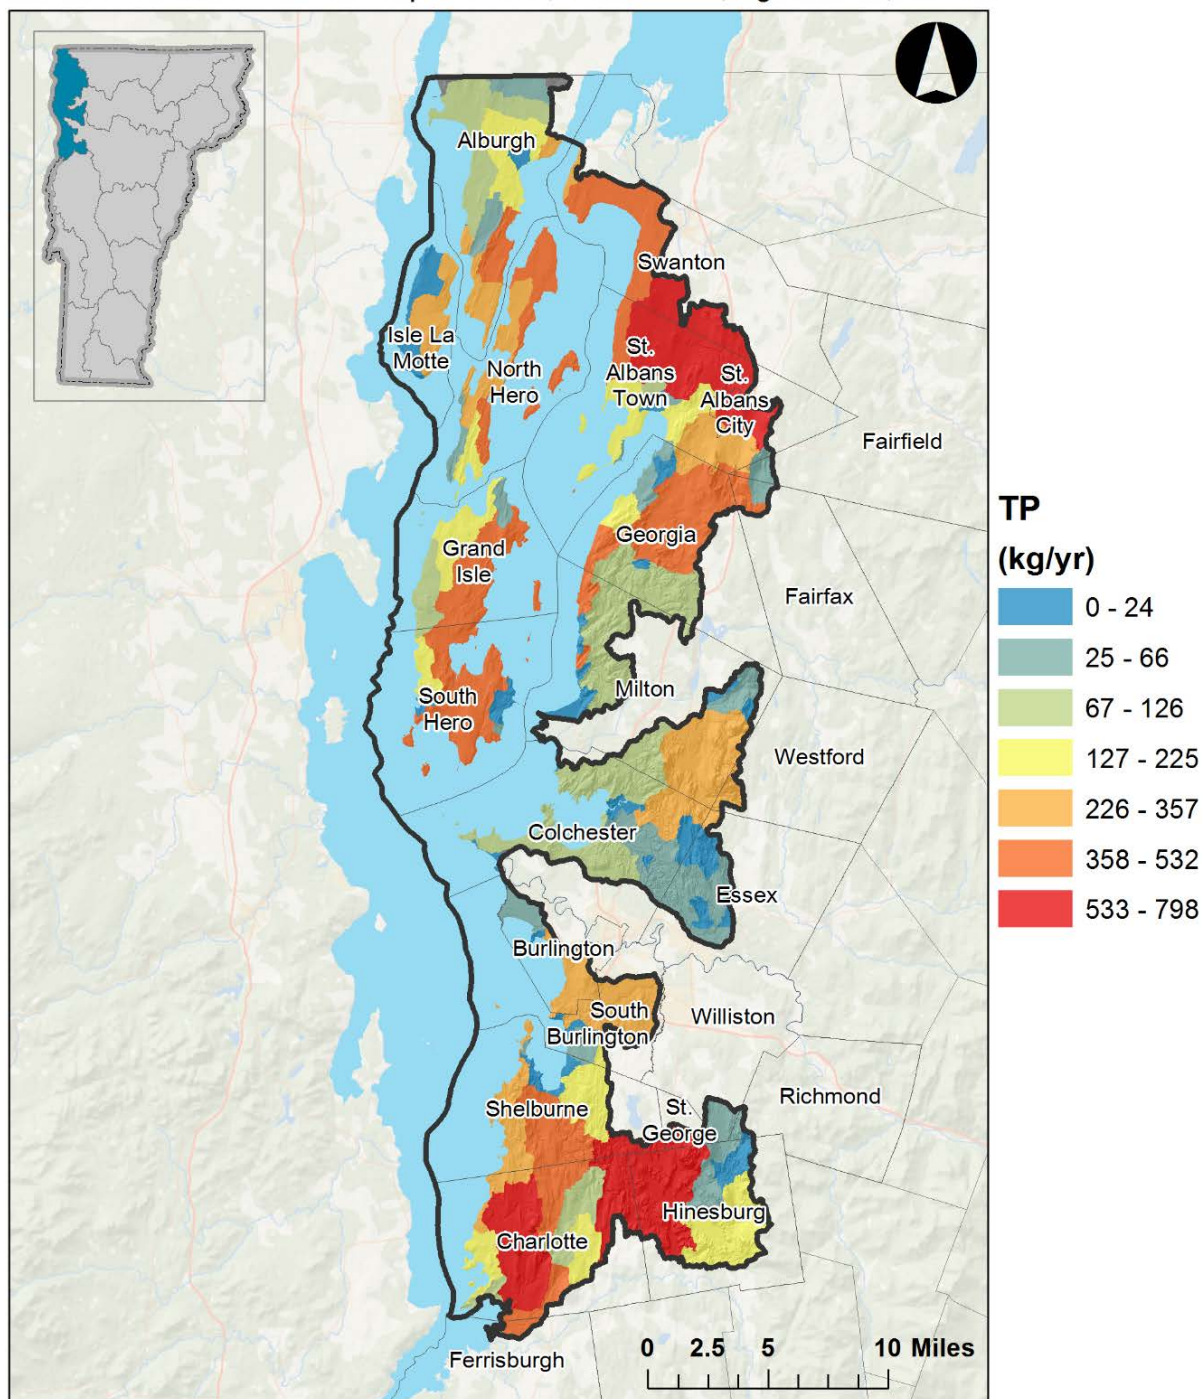 Alburgh
Swanton
Isle La
Motte
North
Hero
St.
Albans
Town
St.
Albans
City
Fairfield
Georgia
Grand
Isle
Fairfax
Milton
South
Hero
Westford
Colchester
Essex
Burlington
South
Burlington
Williston
Richmond
Shelburne
St.
George
Hinesburg
Charlotte
Ferrisburgh
0 2.5 5 10 Miles
TP
(kg/yr)
0 - 24
25 - 66
67 - 126
127 - 225
226 - 357
358 - 532
533 - 798